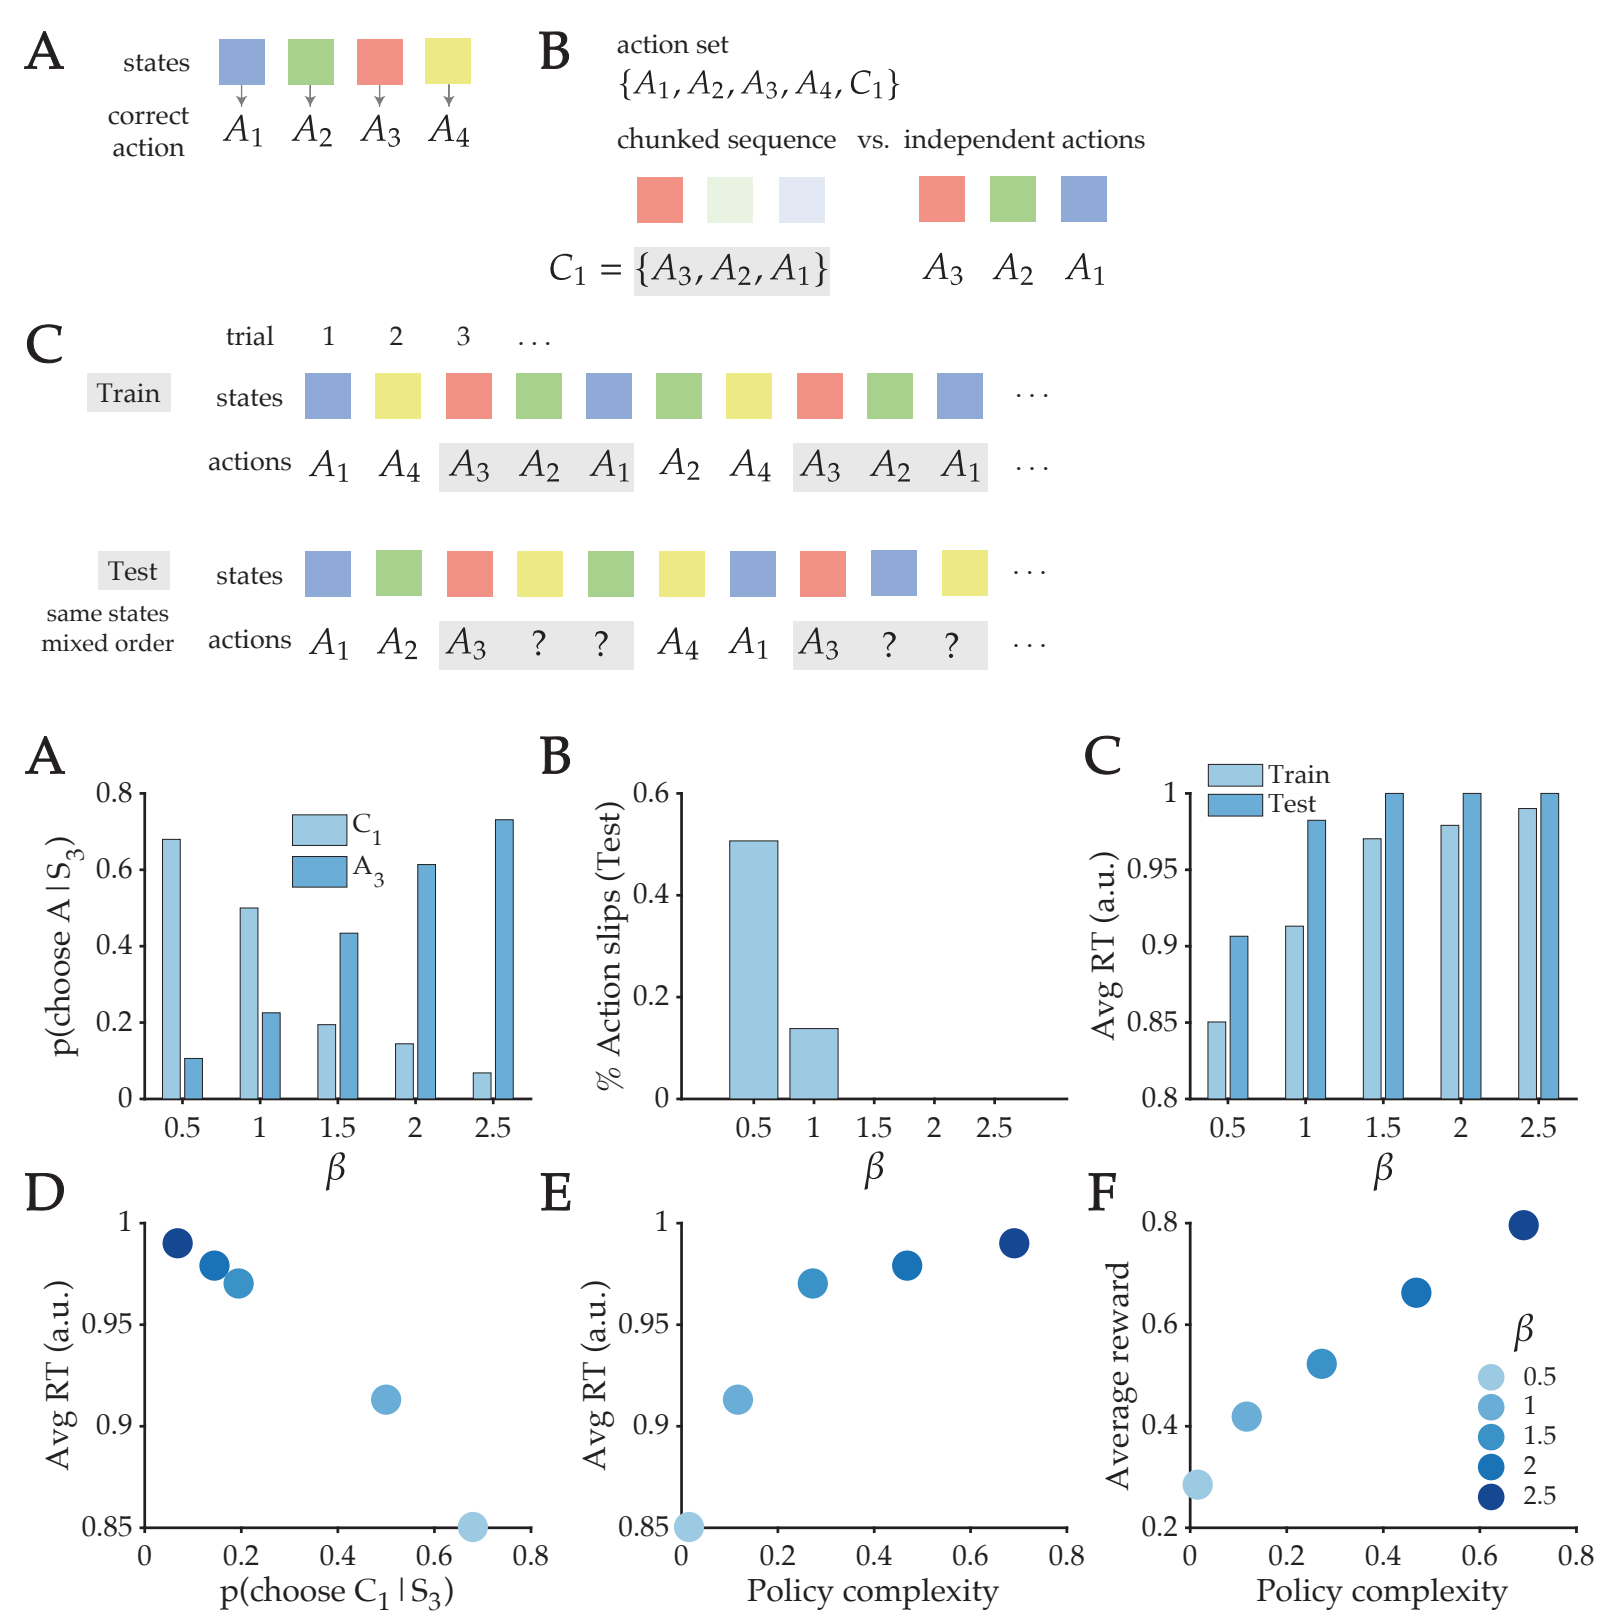 A
states
correct
action
A1 A2 A3 A4
B
action set
{A1, A2, A3, A4, C1}
chunked sequence vs. independent actions
C1 = {A3, A2, A1} A3 A2 A1
C
trial 1 2 3 . . .
Train states . . .
actions A1 A4 A3 A2 A1 A2 A4 A3 A2 A1 . . .
Test states . . .
same states
mixed order
actions A1 A2 A3 ? ? A4 A1 A3 ? ? . . .
A
p(choose A|S3)
0.8
0.6
0.4
0.2
0
C1
A3
0.5 1 1.5 2 2.5
β
B
% Action slips (Test)
0.6
0.4
0.2
0
0.5 1 1.5 2 2.5
β
C
Avg RT (a.u.)
Train
Test
1
0.95
0.9
0.85
0.8
0.5 1 1.5 2 2.5
β
D
Avg RT (a.u.)
1
0.95
0.9
0.85
0 0.2 0.4 0.6 0.8
p(choose C1|S3)
E
Avg RT (a.u.)
1
0.95
0.9
0.85
0 0.2 0.4 0.6 0.8
Policy complexity
F
Average reward
0.8
0.6
0.4
0.2
0 0.2 0.4 0.6 0.8
Policy complexity
β
0.5
1
1.5
2
2.5